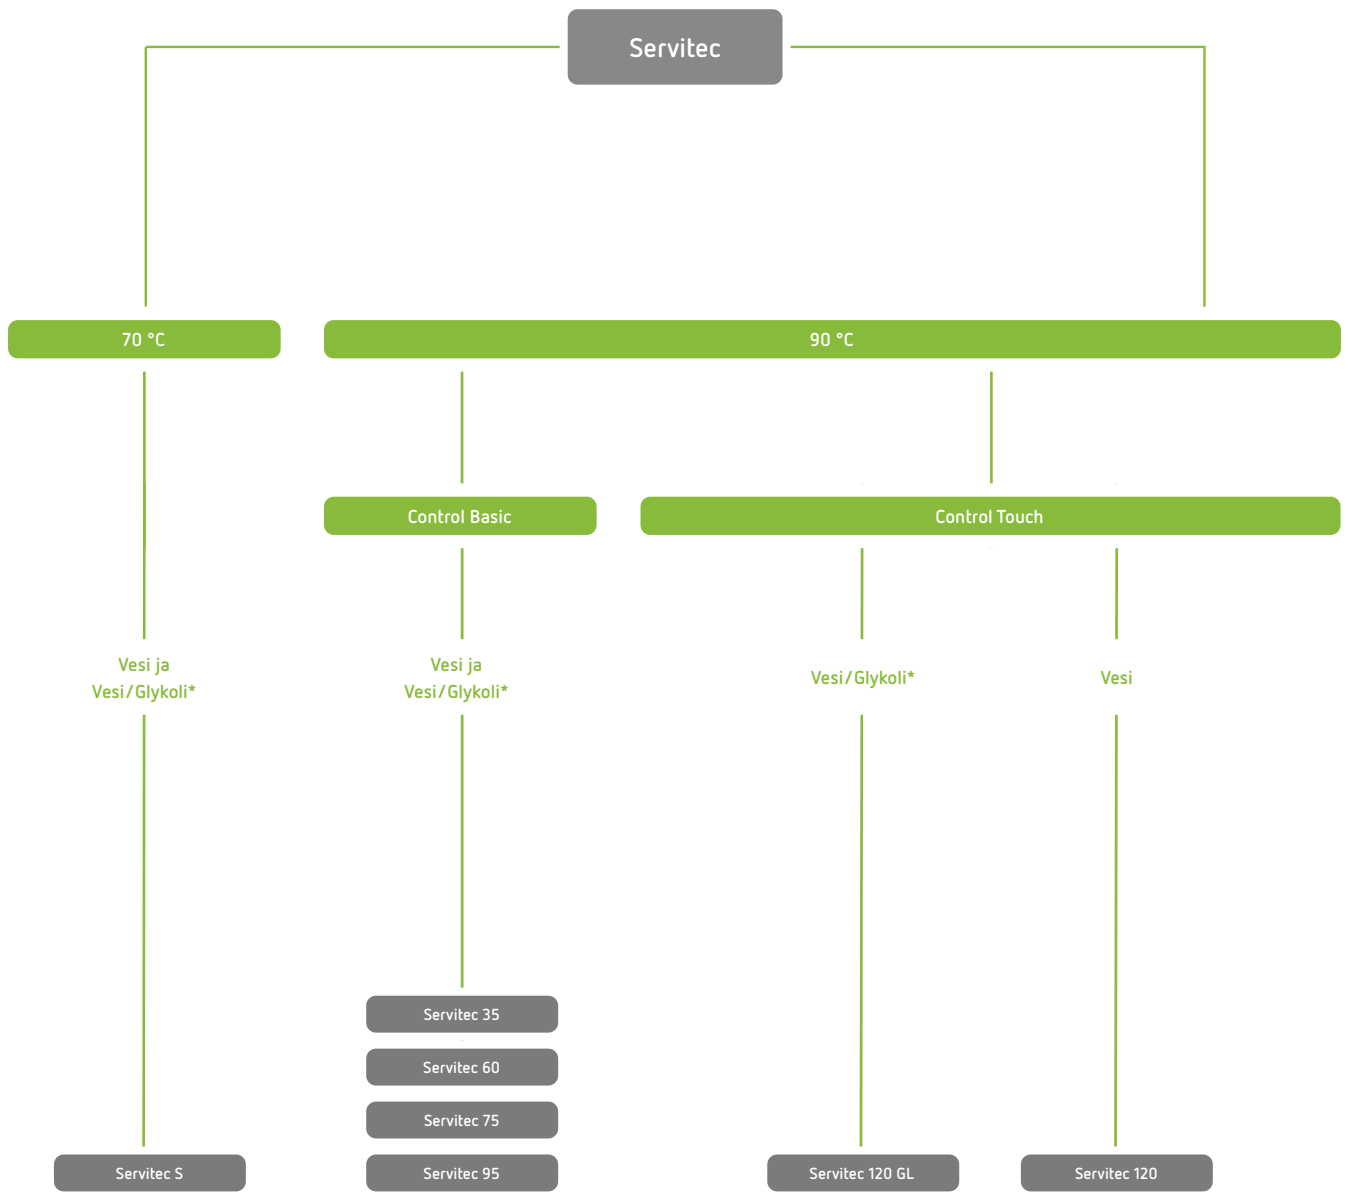 Servitec
70 °C
90 °C
Control Basic
Control Touch
Vesi ja
Vesi/Glykoli*
Vesi ja
Vesi/Glykoli*
Vesi/Glykoli*
Vesi
Servitec 35
Servitec 60
Servitec 75
Servitec S
Servitec 95
Servitec 120 GL
Servitec 120